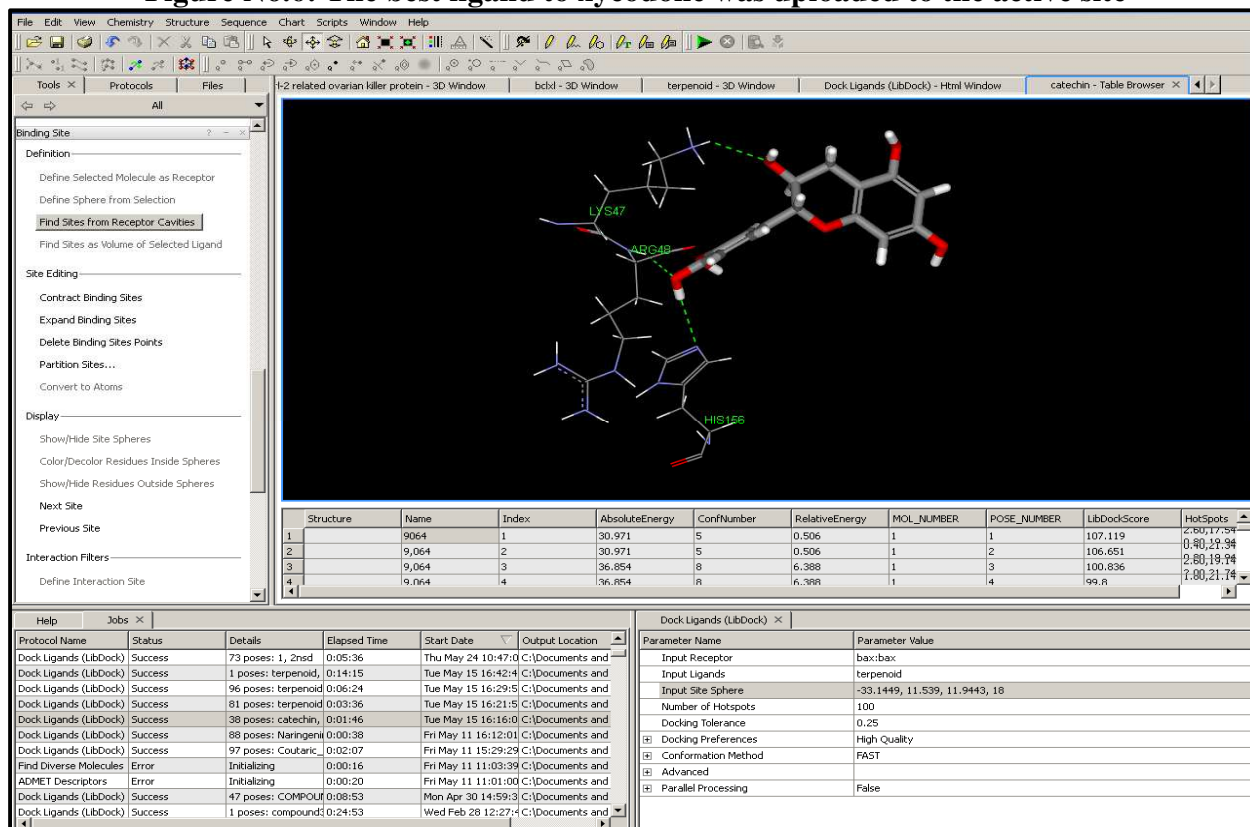 Figure No.6: The best ligand to hycodone was uploaded to the active site
File Edit View Chemistry Structure Sequence Chart Scripts Window Help
Tools × Protocols Files
l-2 related ovarian killer protein - 3D Window bclxl - 3D Window terpenoid - 3D Window Dock Ligands (LibDock) - Html Window catechin - Table Browser ×
All
Binding Site ? – ×
Definition
Define Selected Molecule as Receptor
Define Sphere from Selection
Find Sites from Receptor Cavities
Find Sites as Volume of Selected Ligand
Site Editing
Contract Binding Sites
Expand Binding Sites
Delete Binding Sites Points
Partition Sites...
Convert to Atoms
Display
Show/Hide Site Spheres
Color/Decolor Residues Inside Spheres
Show/Hide Residues Outside Spheres
Next Site
Previous Site
Interaction Filters
Define Interaction Site
LYS47
ARG48
HIS156
Structure Name Index AbsoluteEnergy ConfNumber RelativeEnergy MOL_NUMBER POSE_NUMBER LibDockScore HotSpots
1 9064 1 30.971 5 0.506 1 1 107.119 2.60,17.54
2 9,064 2 30.971 5 0.506 1 2 106.651
3 9,064 3 36.854 8 6.388 1 3 100.836
4 9,064 4 36.854 8 6.388 1 4 99.8
Help Jobs ×
Protocol Name Status Details Elapsed Time Start Date Output Location
Dock Ligands (LibDock) Success 73 poses: 1, 2nsd 0:05:36 Thu May 24 10:47:0 C:\Documents and
Dock Ligands (LibDock) Success 1 poses: terpenoid, 0:14:15 Tue May 15 16:42:4 C:\Documents and
Dock Ligands (LibDock) Success 96 poses: terpenoid 0:06:24 Tue May 15 16:29:5 C:\Documents and
Dock Ligands (LibDock) Success 81 poses: terpenoid 0:03:36 Tue May 15 16:21:5 C:\Documents and
Dock Ligands (LibDock) Success 38 poses: catechin, 0:01:46 Tue May 15 16:16:0 C:\Documents and
Dock Ligands (LibDock) Success 88 poses: Naringenii 0:00:38 Fri May 11 16:12:01 C:\Documents and
Dock Ligands (LibDock) Success 97 poses: Coutaric_ 0:02:07 Fri May 11 15:29:29 C:\Documents and
Find Diverse Molecules Error Initializing 0:00:16 Fri May 11 11:03:39 C:\Documents and
ADMET Descriptors Error Initializing 0:00:20 Fri May 11 11:01:00 C:\Documents and
Dock Ligands (LibDock) Success 47 poses: COMPOUN 0:08:53 Mon Apr 30 14:59:3 C:\Documents and
Dock Ligands (LibDock) Success 1 poses: compound3 0:24:53 Wed Feb 28 12:27:4 C:\Documents and
Dock Ligands (LibDock) ×
Parameter Name Parameter Value
Input Receptor bax:bax
Input Ligands terpenoid
Input Site Sphere -33.1449, 11.539, 11.9443, 18
Number of Hotspots 100
Docking Tolerance 0.25
Docking Preferences High Quality
Conformation Method FAST
Advanced
Parallel Processing False